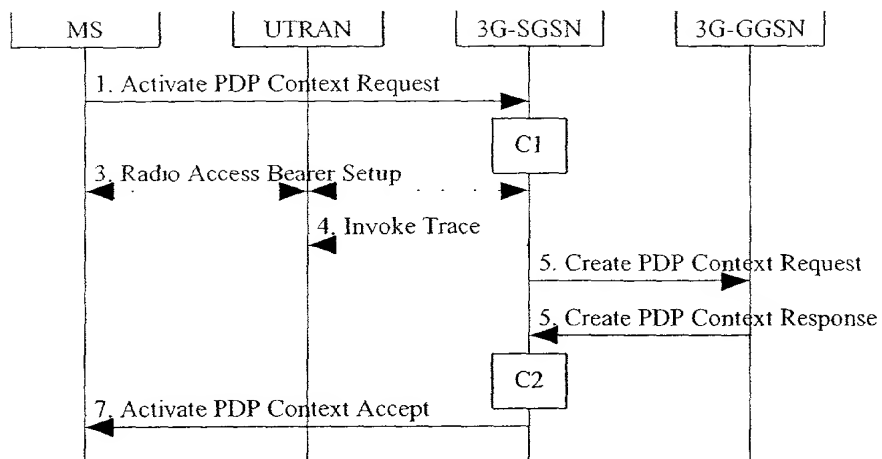 MS UTRAN 3G-SGSN 3G-GGSN
1. Activate PDP Context Request
C1
3. Radio Access Bearer Setup
4. Invoke Trace
5. Create PDP Context Request
5. Create PDP Context Response
C2
7. Activate PDP Context Accept